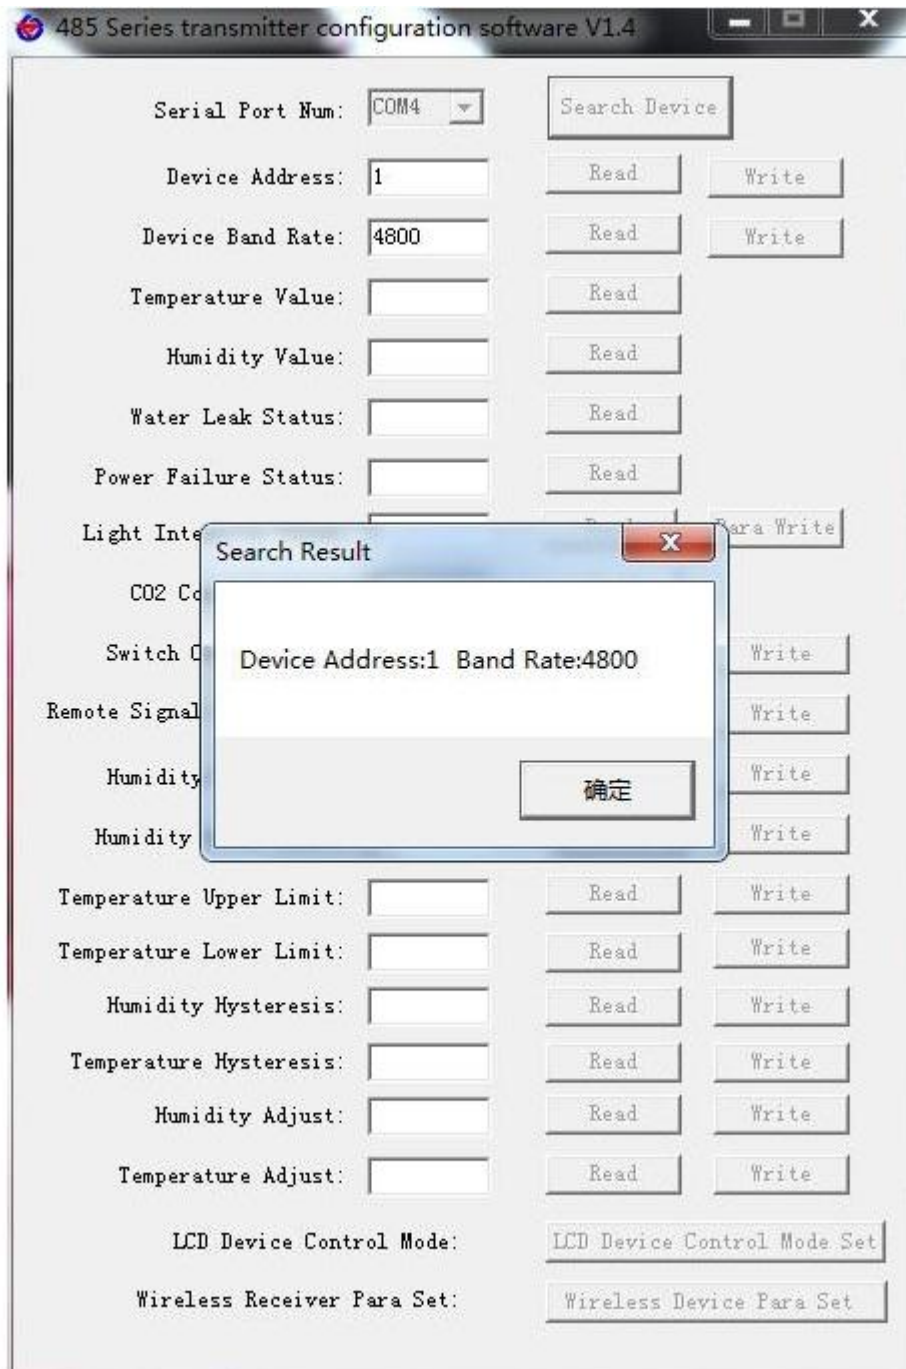 485 Series transmitter configuration software V1.4
Serial Port Num: COM4 Search Device
Device Address: 1 Read Write
Device Band Rate: 4800 Read Write
Temperature Value: Read
Humidity Value: Read
Water Leak Status: Read
Power Failure Status: Read
Light Para Write
Search Result
CO2
Switch Write
Device Address:1 Band Rate:4800
Remote Signal Write
Humidity Write
确定
Humidity Write
Temperature Upper Limit: Read Write
Temperature Lower Limit: Read Write
Humidity Hysteresis: Read Write
Temperature Hysteresis: Read Write
Humidity Adjust: Read Write
Temperature Adjust: Read Write
LCD Device Control Mode: LCD Device Control Mode Set
Wireless Receiver Para Set: Wireless Device Para Set